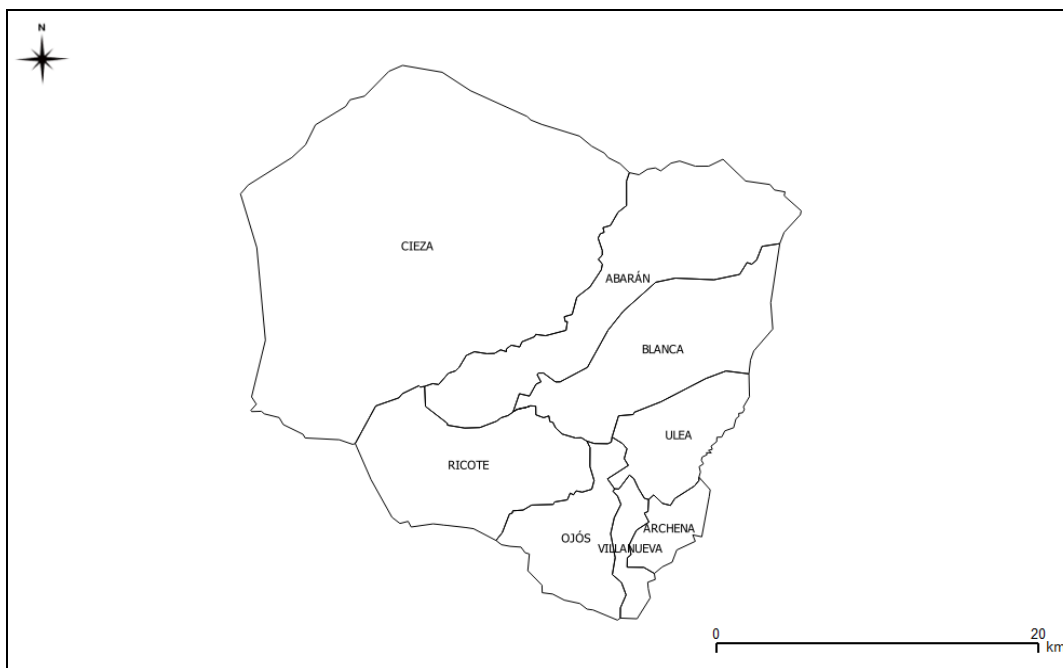 N
CIEZA
ABARÁN
BLANCA
ULEA
RICOTE
ARCHENA
OJÓS
VILLANUEVA
0 20
km